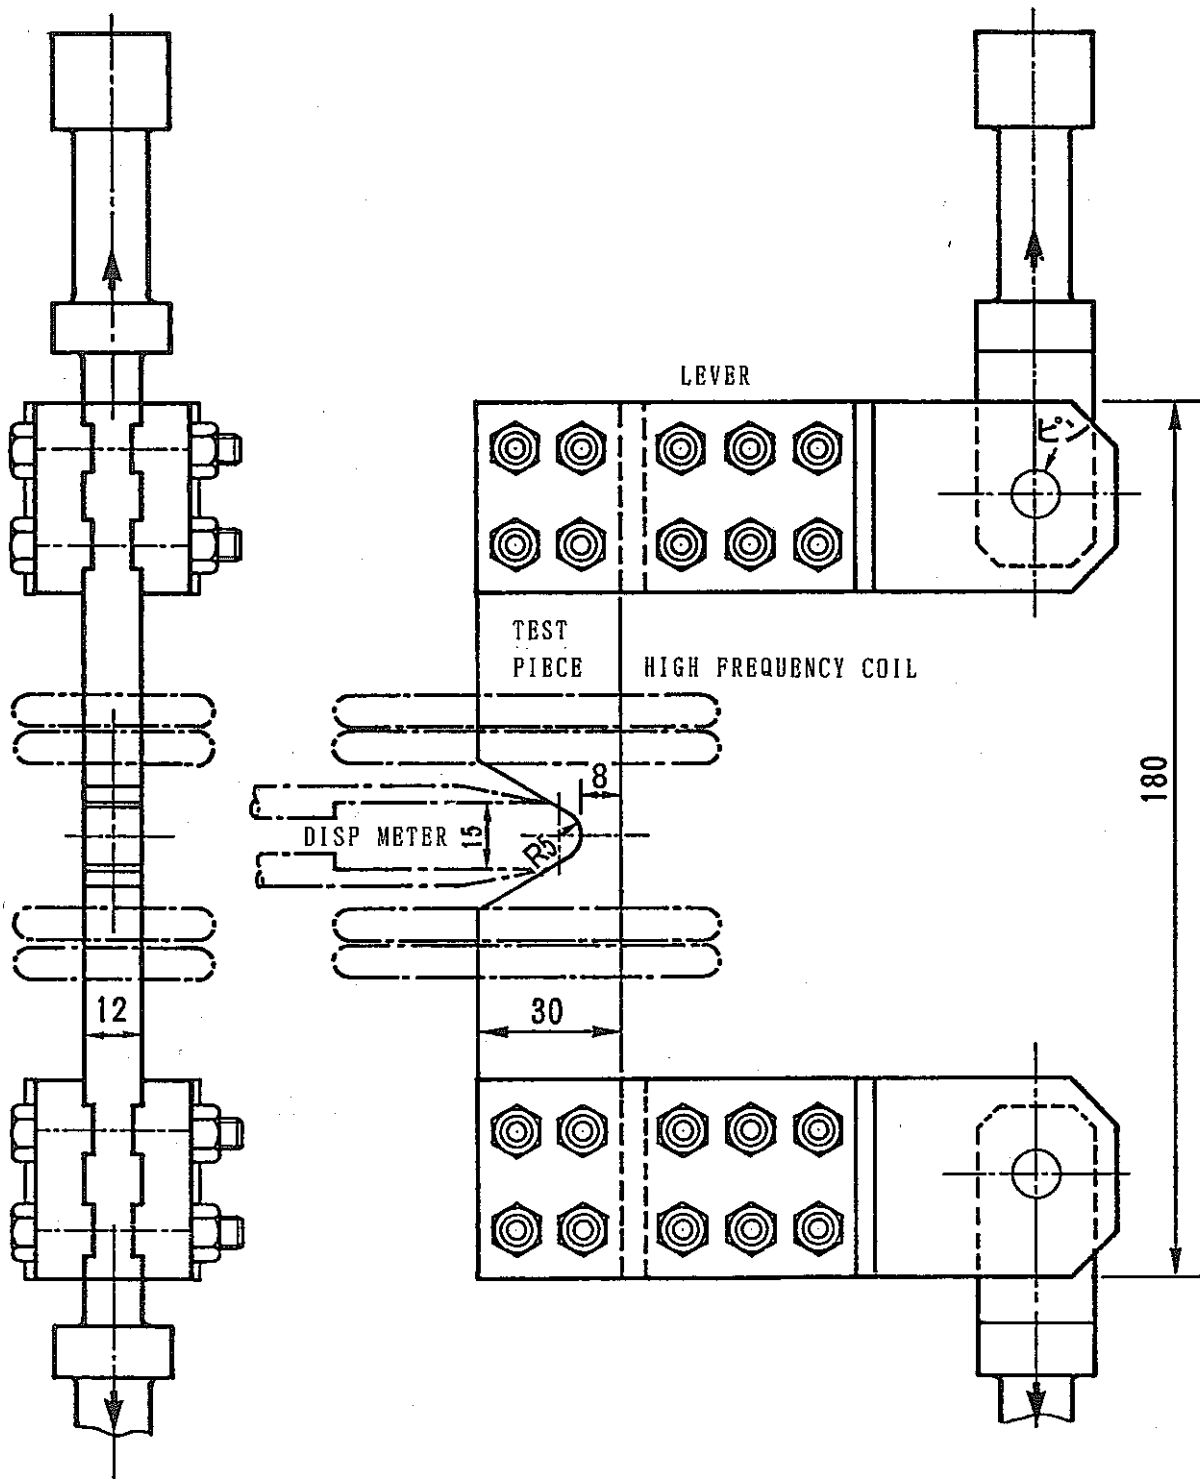 LEVER
ピン
TEST
PIECE
HIGH FREQUENCY COIL
8
180
DISP METER
15
R5
12
30